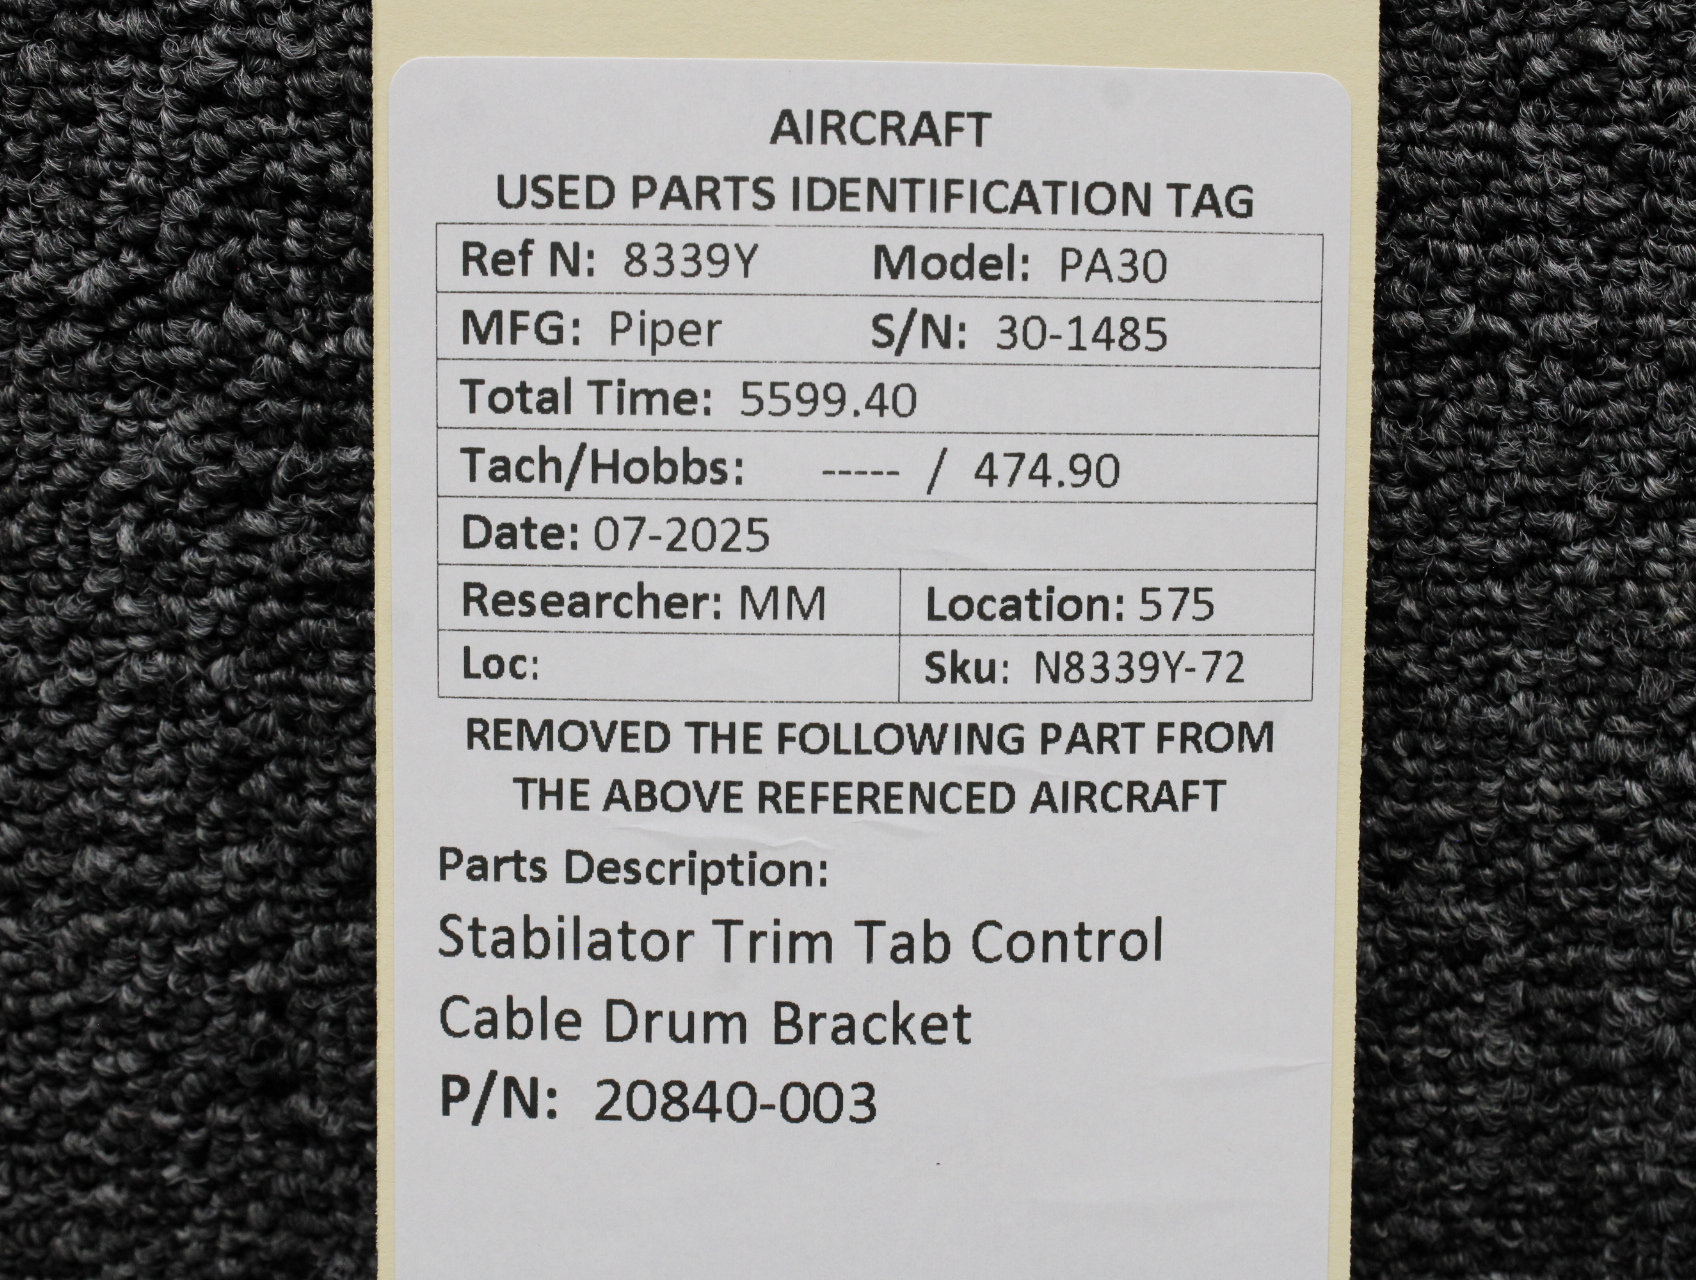 AIRCRAFT
USED PARTS IDENTIFICATION TAG
Ref N: 8339Y Model: PA30
MFG: Piper S/N: 30-1485
Total Time: 5599.40
Tach/Hobbs: ----- / 474.90
Date: 07-2025
Researcher: MM Location: 575
Loc: Sku: N8339Y-72
REMOVED THE FOLLOWING PART FROM
THE ABOVE REFERENCED AIRCRAFT
Parts Description:
Stabilator Trim Tab Control
Cable Drum Bracket
P/N: 20840-003